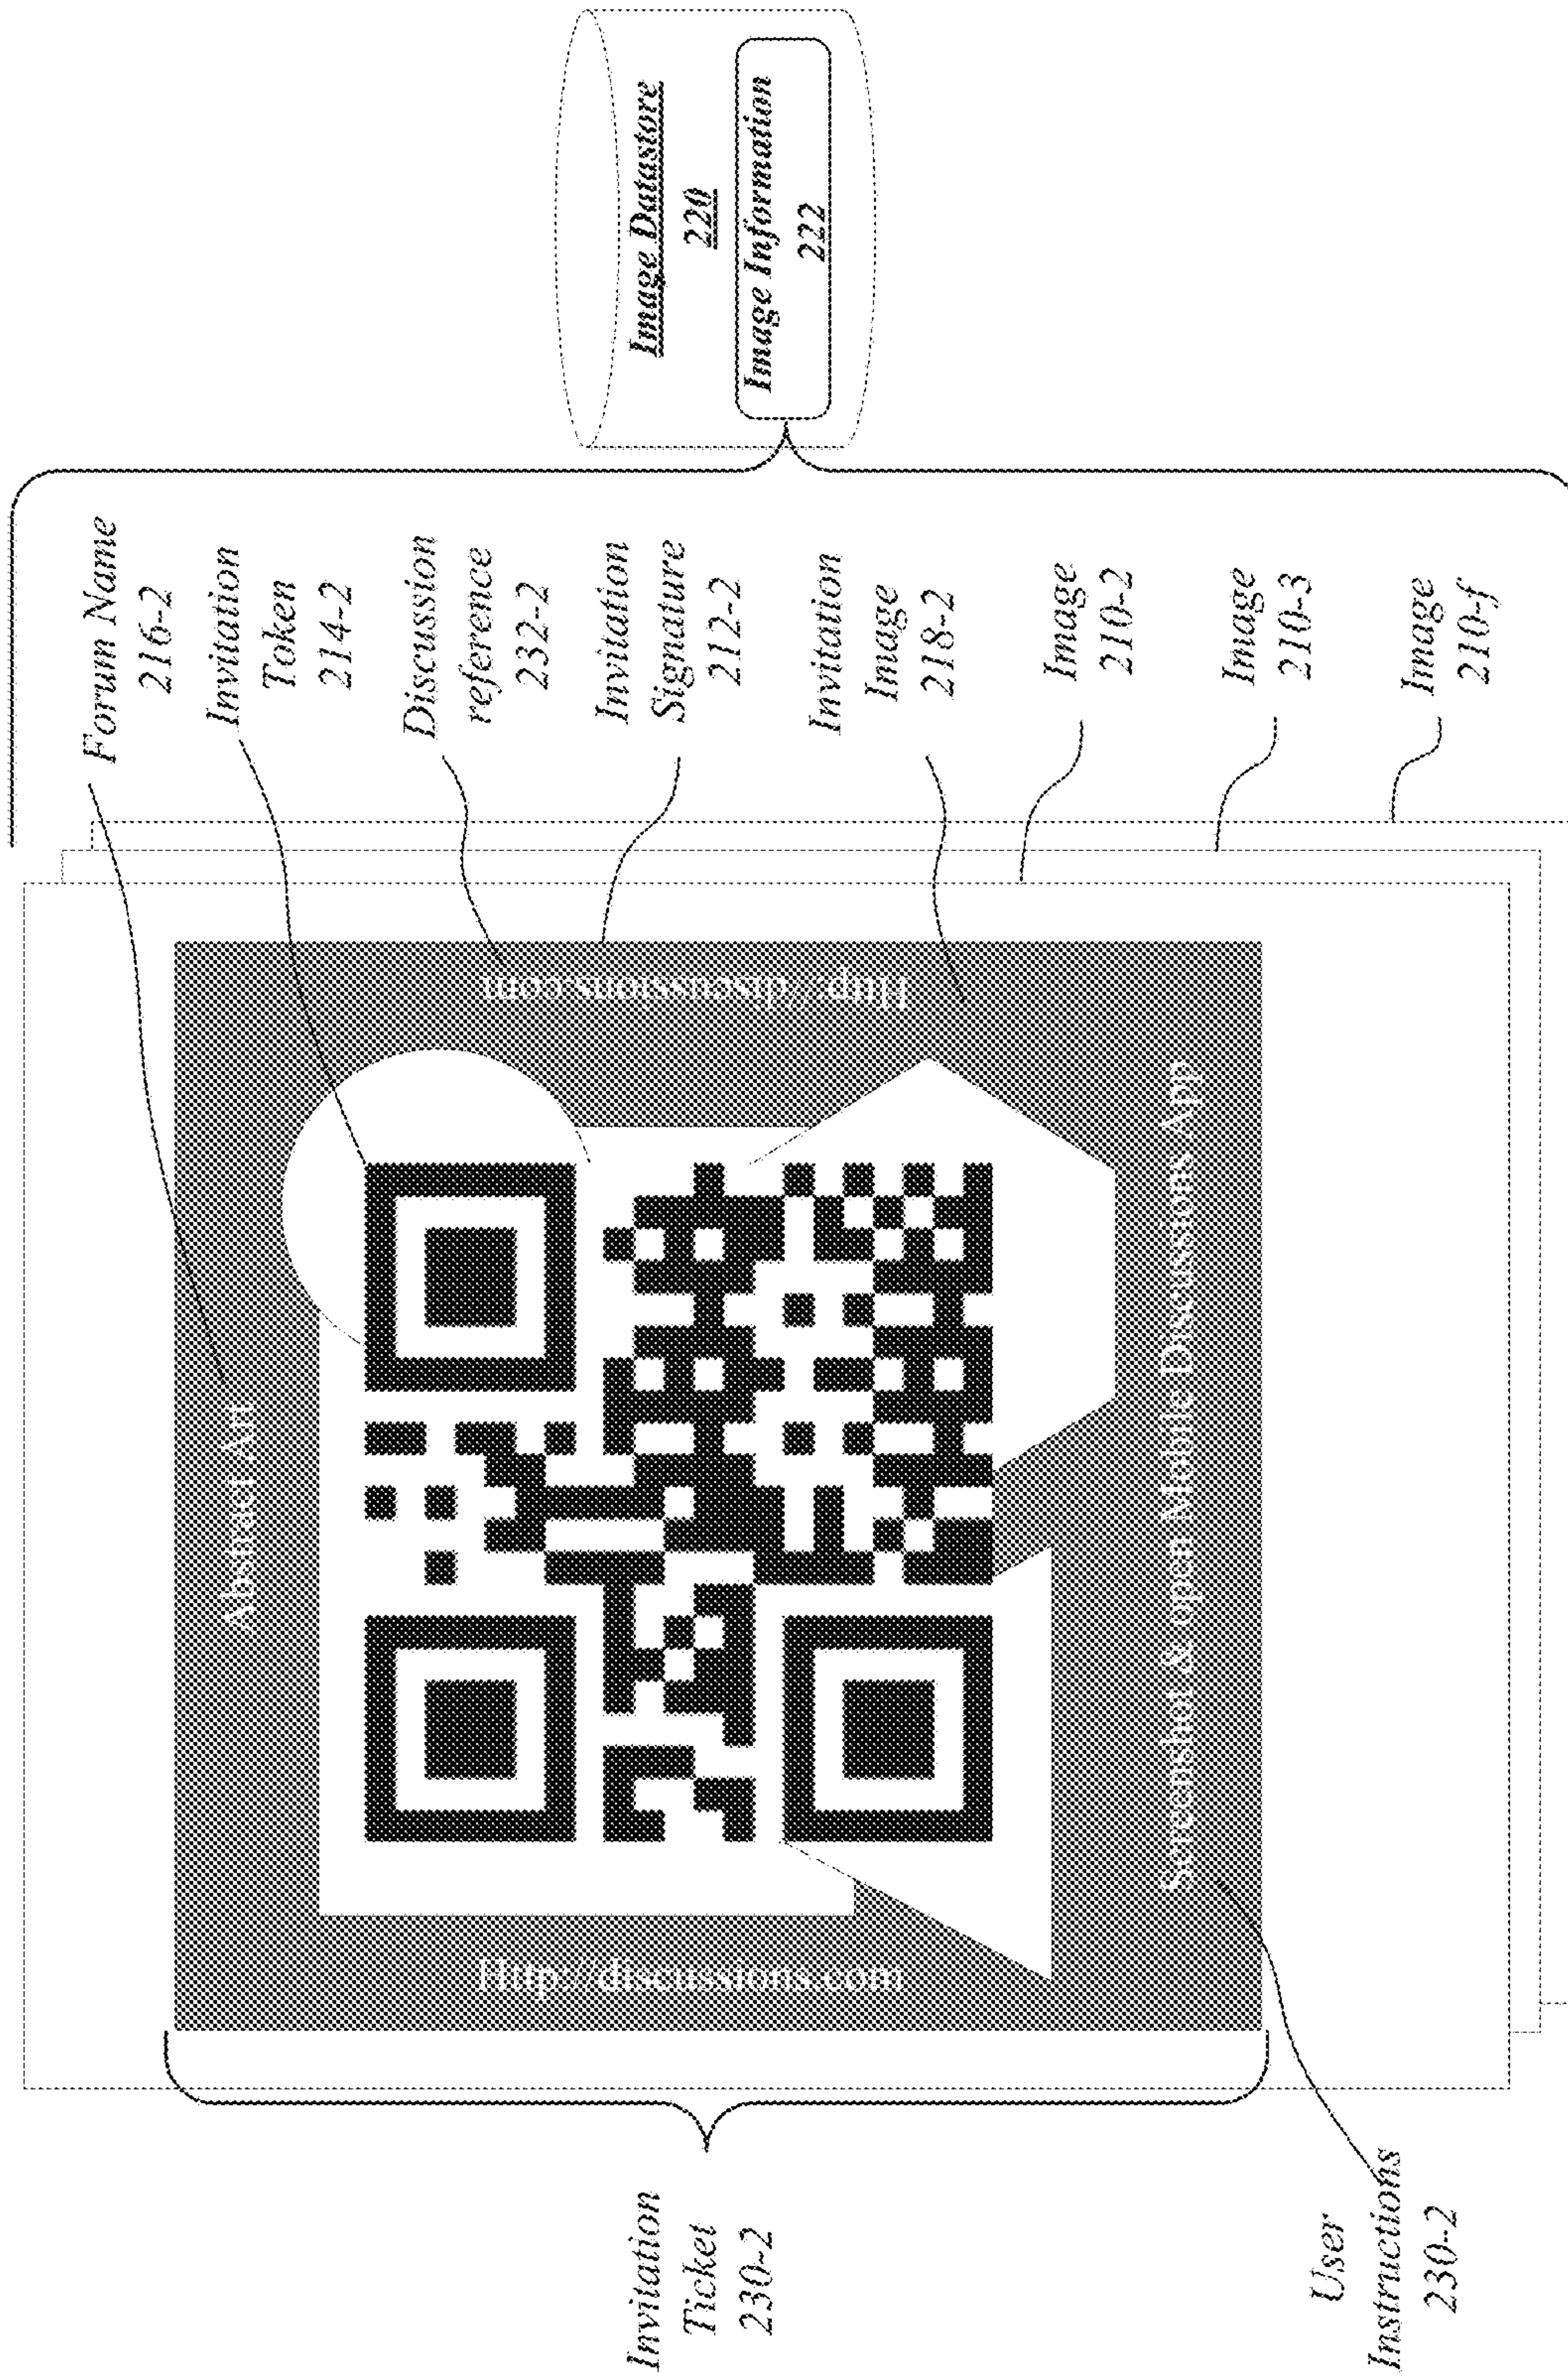 Invitation
Ticket
230-2
User
Instructions
230-2
Abstract Art
Http://discussions.com
Http://discussions.com
Screenshot & open Mobile Discussions App
Forum Name
216-2
Invitation
Token
214-2
Discussion
reference
232-2
Invitation
Signature
212-2
Invitation
Image
218-2
Image
210-2
Image
210-3
Image
210-f
Image Datastore
220
Image Information
222